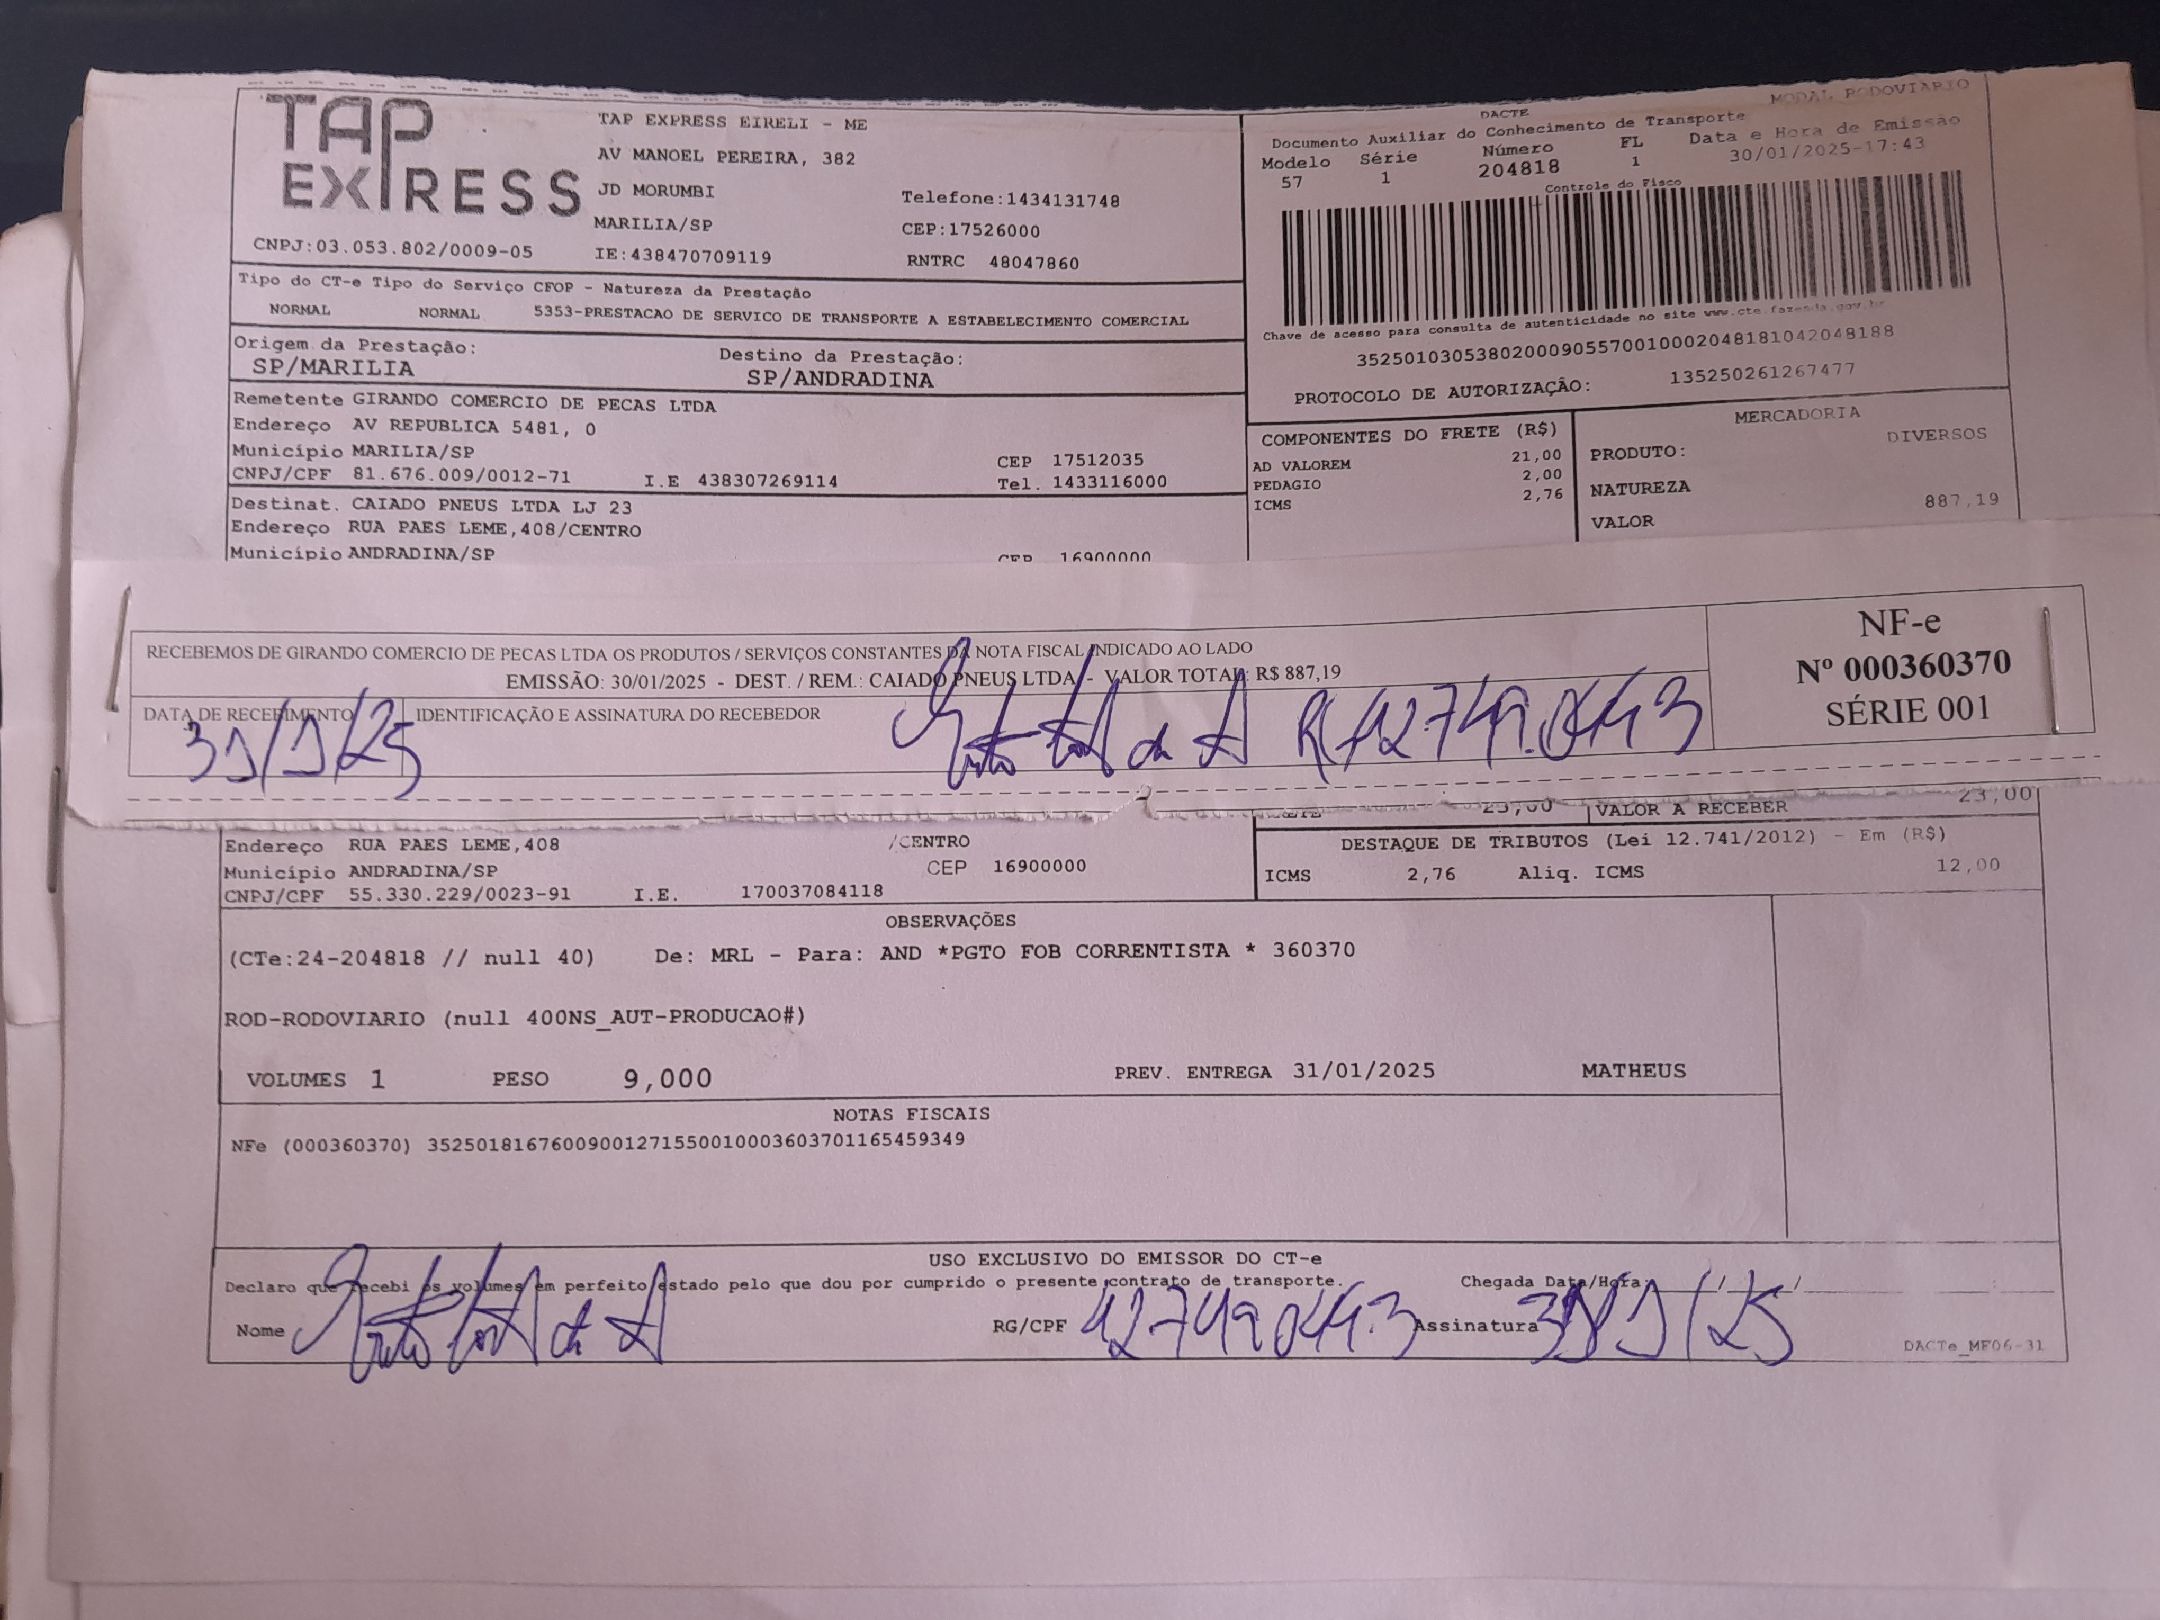 TAP
EXPRESS
TAP EXPRESS EIRELI - ME
AV MANOEL PEREIRA, 382
JD MORUMBI
Telefone:1434131748
MARILIA/SP
CEP:17526000
CNPJ:03.053.802/0009-05
IE:438470709119
RNTRC 48047860
MODAL RODOVIARIO
DACTE
Documento Auxiliar do Conhecimento de Transporte
Modelo Série Número FL Data e Hora de Emissão
57 1 204818 1 30/01/2025-17:43
Controle do Fisco
Chave de acesso para consulta de autenticidade no site www.cte.fazenda.gov.br
35250103053802000905570010002048181042048188
PROTOCOLO DE AUTORIZAÇÃO: 135250261267477
Tipo do CT-e Tipo do Serviço CFOP - Natureza da Prestação
NORMAL NORMAL 5353-PRESTACAO DE SERVICO DE TRANSPORTE A ESTABELECIMENTO COMERCIAL
Origem da Prestação: Destino da Prestação:
SP/MARILIA SP/ANDRADINA
Remetente GIRANDO COMERCIO DE PECAS LTDA
Endereço AV REPUBLICA 5481, 0
Município MARILIA/SP CEP 17512035
CNPJ/CPF 81.676.009/0012-71 I.E 438307269114 Tel. 1433116000
Destinat. CAIADO PNEUS LTDA LJ 23
Endereço RUA PAES LEME,408/CENTRO
Município ANDRADINA/SP CEP 16900000
COMPONENTES DO FRETE (R$)
AD VALOREM 21,00
PEDAGIO 2,00
ICMS 2,76
MERCADORIA
PRODUTO: DIVERSOS
NATUREZA
VALOR 887,19
RECEBEMOS DE GIRANDO COMERCIO DE PECAS LTDA OS PRODUTOS / SERVIÇOS CONSTANTES DA NOTA FISCAL INDICADO AO LADO
EMISSÃO: 30/01/2025 - DEST. / REM.: CAIADO PNEUS LTDA - VALOR TOTAL: R$ 887,19
DATA DE RECEBIMENTO IDENTIFICAÇÃO E ASSINATURA DO RECEBEDOR
31/1/25
NF-e
Nº 000360370
SÉRIE 001
23,00 VALOR A RECEBER 23,00
Endereço RUA PAES LEME,408 /CENTRO
Município ANDRADINA/SP CEP 16900000
CNPJ/CPF 55.330.229/0023-91 I.E. 170037084118
DESTAQUE DE TRIBUTOS (Lei 12.741/2012) - Em (R$)
ICMS 2,76 Aliq. ICMS 12,00
OBSERVAÇÕES
(CTe:24-204818 // null 40) De: MRL - Para: AND *PGTO FOB CORRENTISTA * 360370
ROD-RODOVIARIO (null 400NS_AUT-PRODUCAO#)
VOLUMES 1 PESO 9,000 PREV. ENTREGA 31/01/2025 MATHEUS
NOTAS FISCAIS
NFe (000360370) 35250181676009001271550010003603701165459349
USO EXCLUSIVO DO EMISSOR DO CT-e
Declaro que recebi os volumes em perfeito estado pelo que dou por cumprido o presente contrato de transporte. Chegada Data/Hora: / / :
Nome RG/CPF Assinatura 31/1/25
DACTe_MF06-31